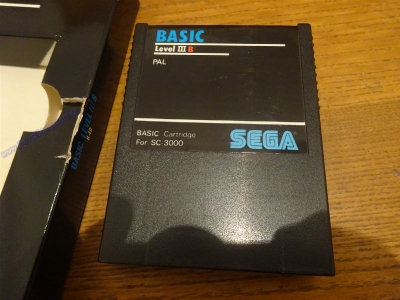 BASIC
Level III B
PAL
BASIC Cartridge
For SC-3000
SEGA
BASIC LEVEL III B